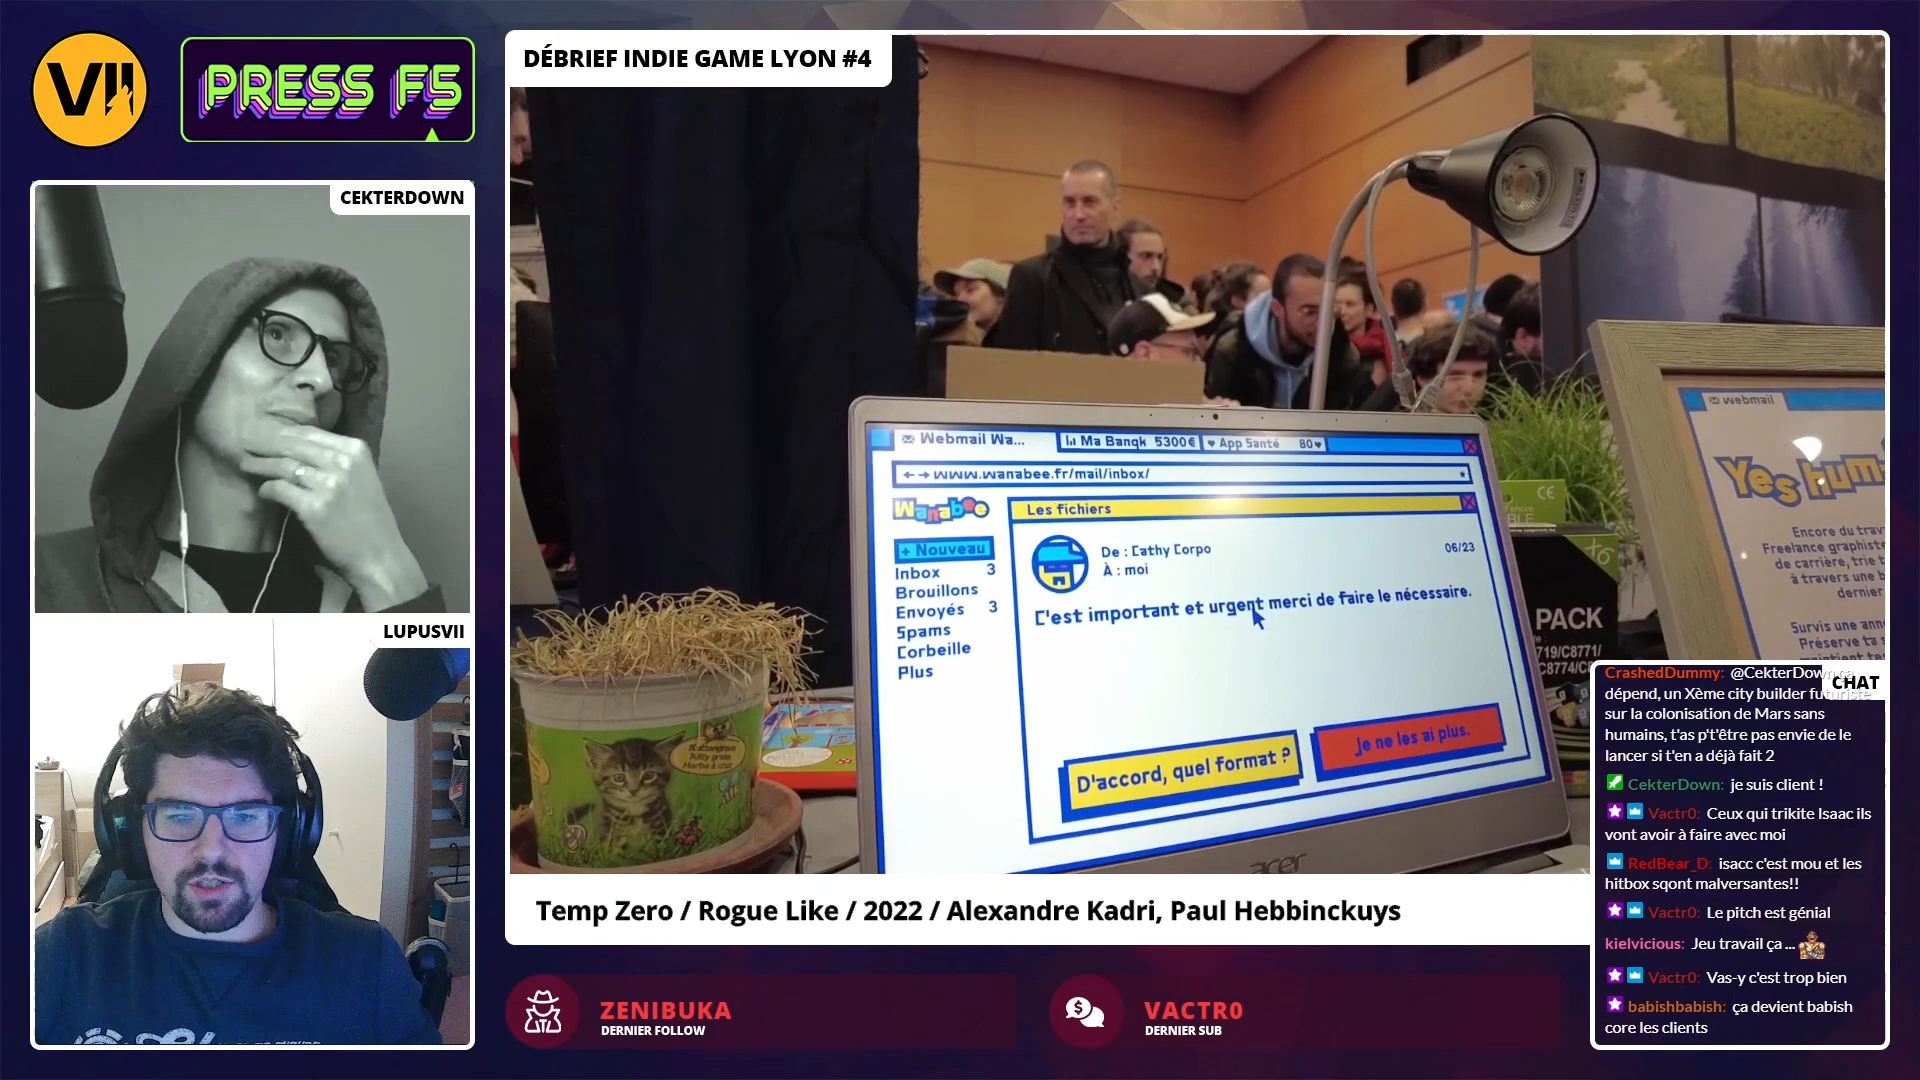 VII
PRESS F5
DÉBRIEF INDIE GAME LYON #4
CEKTERDOWN
LUPUSVII
Webmail Wa...
Ma Banqk 5300€
App Santé 80
www.wanabee.fr/mail/inbox/
Wanabee
Les fichiers
+ Nouveau
Inbox 3
Brouillons
Envoyés 3
Spams
Corbeille
Plus
De : Cathy Corpo
06/23
À : moi
C'est important et urgent merci de faire le nécessaire.
D'accord, quel format ?
Je ne les ai plus.
acer
CE
PACK
719/C8771/
webmail
Yes hum
Encore du trav
Freelance graphiste
de carrière, trie t
à travers une b
dernier
Survis une ann
Préserve ta s
CHAT
CrashedDummy: @CekterDown ça
dépend, un Xème city builder futuriste
sur la colonisation de Mars sans
humains, t'as p't'être pas envie de le
lancer si t'en a déjà fait 2
CekterDown: je suis client !
Vactr0: Ceux qui trikite Isaac ils
vont avoir à faire avec moi
RedBear_D: isacc c'est mou et les
hitbox sqont malversantes!!
Vactr0: Le pitch est génial
kielvicious: Jeu travail ça ...
Vactr0: Vas-y c'est trop bien
babishbabish: ça devient babish
core les clients
Temp Zero / Rogue Like / 2022 / Alexandre Kadri, Paul Hebbinckuys
ZENIBUKA
DERNIER FOLLOW
VACTR0
DERNIER SUB